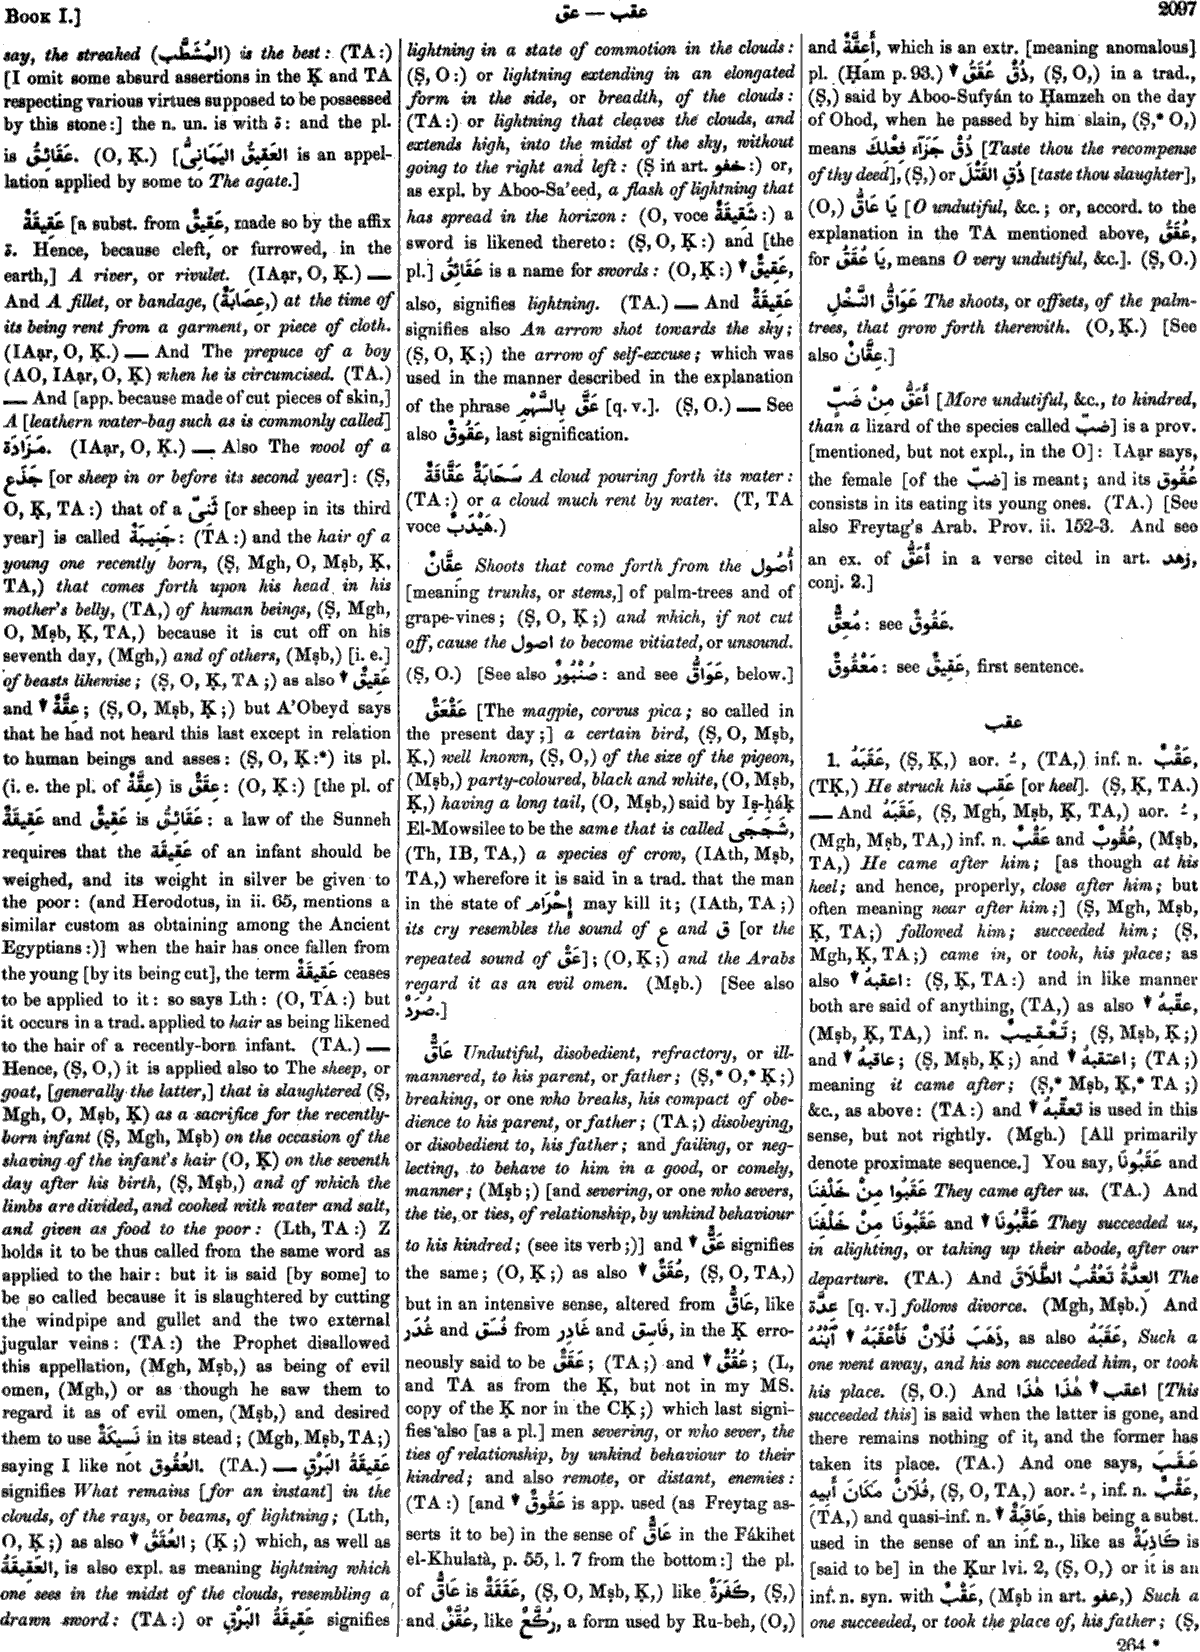 BOOK I.]
عقب — عق
2097
say, the streaked (المُشَطَّب) is the best: (TA:)
[I omit some absurd assertions in the Ḳ and TA
respecting various virtues supposed to be possessed
by this stone:] the n. un. is with ة: and the pl.
is عَقَائِقُ. (O, Ḳ.) [العَقِيقُ اليَمَانِىُّ is an appel-
lation applied by some to The agate.]
عَقِيقَةٌ [a subst. from عَقِيقٌ, made so by the affix
ة. Hence, because cleft, or furrowed, in the
earth,] A river, or rivulet. (IAạr, O, Ḳ.) —
And A fillet, or bandage, (عِصَابَةٌ,) at the time of
its being rent from a garment, or piece of cloth.
(IAạr, O, Ḳ.) — And The prepuce of a boy
(AO, IAạr, O, Ḳ) when he is circumcised. (TA.)
— And [app. because made of cut pieces of skin,]
A [leathern water-bag such as is commonly called]
مَزَادَة. (IAạr, O, Ḳ.) — Also The wool of a
جَذَع [or sheep in or before its second year]: (Ṣ,
O, Ḳ, TA:) that of a ثَنِىّ [or sheep in its third
year] is called جَنِيبَةٌ: (TA:) and the hair of a
young one recently born, (Ṣ, Mgh, O, Mṣb, Ḳ,
TA,) that comes forth upon his head in his
mother's belly, (TA,) of human beings, (Ṣ, Mgh,
O, Mṣb, Ḳ, TA,) because it is cut off on his
seventh day, (Mgh,) and of others, (Mṣb,) [i. e.]
of beasts likewise; (Ṣ, O, Ḳ, TA;) as also ▾ عَقِيقٌ
and ▾ عِقَّةٌ; (Ṣ, O, Mṣb, Ḳ;) but A'Obeyd says
that he had not heard this last except in relation
to human beings and asses: (Ṣ, O, Ḳ:*) its pl.
(i. e. the pl. of عِقَّةٌ) is عِقَقٌ: (O, Ḳ:) [the pl. of
عَقِيقَةٌ and عَقِيقٌ is عَقَائِقُ: a law of the Sunneh
requires that the عَقِيقَة of an infant should be
weighed, and its weight in silver be given to
the poor: (and Herodotus, in ii. 65, mentions a
similar custom as obtaining among the Ancient
Egyptians:)] when the hair has once fallen from
the young [by its being cut], the term عَقِيقَةٌ ceases
to be applied to it: so says Lth: (O, TA:) but
it occurs in a trad. applied to hair as being likened
to the hair of a recently-born infant. (TA.) —
Hence, (Ṣ, O,) it is applied also to The sheep, or
goat, [generally the latter,] that is slaughtered (Ṣ,
Mgh, O, Mṣb, Ḳ) as a sacrifice for the recently-
born infant (Ṣ, Mgh, Mṣb) on the occasion of the
shaving of the infant's hair (O, Ḳ) on the seventh
day after his birth, (Ṣ, Mṣb,) and of which the
limbs are divided, and cooked with water and salt,
and given as food to the poor: (Lth, TA:) Z
holds it to be thus called from the same word as
applied to the hair: but it is said [by some] to
be so called because it is slaughtered by cutting
the windpipe and gullet and the two external
jugular veins: (TA:) the Prophet disallowed
this appellation, (Mgh, Mṣb,) as being of evil
omen, (Mgh,) or as though he saw them to
regard it as of evil omen, (Mṣb,) and desired
them to use نَسِيكَةٌ in its stead; (Mgh, Mṣb, TA;)
saying I like not العُقُوق. (TA.) — عَقِيقَةُ البَرْقِ
signifies What remains [for an instant] in the
clouds, of the rays, or beams, of lightning; (Lth,
O, Ḳ;) as also ▾ العُقَقُ; (Ḳ;) which, as well as
العَقِيقَةُ, is also expl. as meaning lightning which
one sees in the midst of the clouds, resembling a
drawn sword: (TA:) or عَقِيقَةُ البَرْقِ signifies
lightning in a state of commotion in the clouds:
(Ṣ, O:) or lightning extending in an elongated
form in the side, or breadth, of the clouds:
(TA:) or lightning that cleaves the clouds, and
extends high, into the midst of the sky, without
going to the right and left: (Ṣ in art. خفو:) or,
as expl. by Aboo-Sa'eed, a flash of lightning that
has spread in the horizon: (O, voce شَقِيقَةٌ:) a
sword is likened thereto: (Ṣ, O, Ḳ:) and [the
pl.] عَقَائِقُ is a name for swords: (O, Ḳ:) ▾ عَقِيقٌ,
also, signifies lightning. (TA.) — And عَقِيقَةٌ
signifies also An arrow shot towards the sky;
(Ṣ, O, Ḳ;) the arrow of self-excuse; which was
used in the manner described in the explanation
of the phrase عَقَّ بِالسَّهْمِ [q. v.]. (Ṣ, O.) — See
also عَقُوقٌ, last signification.
سَحَابَةٌ عَقَّاقَةٌ A cloud pouring forth its water:
(TA:) or a cloud much rent by water. (T, TA
voce هَيْدَبٌ.)
عِقَّانٌ Shoots that come forth from the أُصُول
[meaning trunks, or stems,] of palm-trees and of
grape-vines; (Ṣ, O, Ḳ;) and which, if not cut
off, cause the اصول to become vitiated, or unsound.
(Ṣ, O.) [See also صُنْبُورٌ: and see عَوَاقُّ, below.]
عَقْعَقٌ [The magpie, corvus pica; so called in
the present day;] a certain bird, (Ṣ, O, Mṣb,
Ḳ,) well known, (Ṣ, O,) of the size of the pigeon,
(Mṣb,) party-coloured, black and white, (O, Mṣb,
Ḳ,) having a long tail, (O, Mṣb,) said by Iṣ-ḥáḳ
El-Mowsilee to be the same that is called شَجَجَى,
(Th, IB, TA,) a species of crow, (IAth, Mṣb,
TA,) wherefore it is said in a trad. that the man
in the state of إِحْرَام may kill it; (IAth, TA;)
its cry resembles the sound of ع and ق [or the
repeated sound of عَقْ]; (O, Ḳ;) and the Arabs
regard it as an evil omen. (Mṣb.) [See also
صُرَدٌ.]
عَاقٌّ Undutiful, disobedient, refractory, or ill-
mannered, to his parent, or father; (Ṣ,* O,* Ḳ;)
breaking, or one who breaks, his compact of obe-
dience to his parent, or father; (TA;) disobeying,
or disobedient to, his father; and failing, or neg-
lecting, to behave to him in a good, or comely,
manner; (Mṣb;) [and severing, or one who severs,
the tie, or ties, of relationship, by unkind behaviour
to his kindred; (see its verb;)] and ▾ عَقٌّ signifies
the same; (O, Ḳ;) as also ▾ عُقَقٌ, (Ṣ, O, TA,)
but in an intensive sense, altered from عَاقٌّ, like
غُدَر and فُسَق from غَادِر and فَاسِق, in the Ḳ erro-
neously said to be عَقَقٌ; (TA;) and ▾ عُقُقٌ; (L,
and TA as from the Ḳ, but not in my MS.
copy of the Ḳ nor in the CḲ;) which last signi-
fies also [as a pl.] men severing, or who sever, the
ties of relationship, by unkind behaviour to their
kindred; and also remote, or distant, enemies:
(TA:) [and ▾ عَقُوقٌ is app. used (as Freytag as-
serts it to be) in the sense of عَاقٌّ in the Fákihet
el-Khulatà, p. 55, l. 7 from the bottom:] the pl.
of عَاقٌّ is عَقَقَةٌ, (Ṣ, O, Mṣb, Ḳ,) like كَفَرَةٌ, (Ṣ,)
and عُقَّقٌ, like رُكَّعٌ, a form used by Ru-beh, (O,)
and أَعِقَّةٌ, which is an extr. [meaning anomalous]
pl. (Ḥam p. 93.) ▾ ذُقْ عُقَقُ, (Ṣ, O,) in a trad.,
(Ṣ,) said by Aboo-Sufyán to Ḥamzeh on the day
of Ohod, when he passed by him slain, (Ṣ,* O,)
means ذُقْ جَزَآءَ فِعْلِكَ [Taste thou the recompense
of thy deed], (Ṣ,) or ذُقِ القَتْلَ [taste thou slaughter],
(O,) يَا عَاقُّ [O undutiful, &c.; or, accord. to the
explanation in the TA mentioned above, عُقَقُ,
for يَا عُقَقُ, means O very undutiful, &c.]. (Ṣ, O.)
عَوَاقُّ النَّخْلِ The shoots, or offsets, of the palm-
trees, that grow forth therewith. (O, Ḳ.) [See
also عِقَّانٌ.]
أَعَقُّ مِنْ ضَبٍّ [More undutiful, &c., to kindred,
than a lizard of the species called ضبّ] is a prov.
[mentioned, but not expl., in the O]: IAạr says,
the female [of the ضبّ] is meant; and its عُقُوق
consists in its eating its young ones. (TA.) [See
also Freytag's Arab. Prov. ii. 152-3. And see
an ex. of أَعَقُّ in a verse cited in art. زهد,
conj. 2.]
مُعِقٌّ: see عَقُوقٌ.
مَعْقُوقٌ: see عَقِيقٌ, first sentence.
عقب
1. عَقَبَهُ, (Ṣ, Ḳ,) aor. ـُ, (TA,) inf. n. عَقْبٌ,
(TḲ,) He struck his عَقِب [or heel]. (Ṣ, Ḳ, TA.)
— And عَقَبَهُ, (Ṣ, Mgh, Mṣb, Ḳ, TA,) aor. ـُ,
(Mgh, Mṣb, TA,) inf. n. عَقْبٌ and عُقُوبٌ, (Mṣb,
TA,) He came after him; [as though at his
heel; and hence, properly, close after him; but
often meaning near after him;] (Ṣ, Mgh, Mṣb,
Ḳ, TA;) followed him; succeeded him; (Ṣ,
Mgh, Ḳ, TA;) came in, or took, his place; as
also ▾ اعقبهُ: (Ṣ, Ḳ, TA:) and in like manner
both are said of anything, (TA,) as also ▾ عقّبهُ,
(Mṣb, Ḳ, TA,) inf. n. تَعْقِيبٌ; (Ṣ, Mṣb, Ḳ;)
and ▾ عاقبهُ; (Ṣ, Mṣb, Ḳ;) and ▾ اعتقبهُ; (TA;)
meaning it came after; (Ṣ,* Mṣb, Ḳ,* TA;)
&c., as above: (TA:) and ▾ تعقّبهُ is used in this
sense, but not rightly. (Mgh.) [All primarily
denote proximate sequence.] You say, عَقَبُونَا and
عَقَبُوا مِنْ خَلْفِنَا They came after us. (TA.) And
عَقَبُونَا مِنْ خَلْفِنَا and ▾ عَقَّبُونَا They succeeded us,
in alighting, or taking up their abode, after our
departure. (TA.) And العِدَّةُ تَعْقُبُ الطَّلَاقَ The
عِدَّة [q. v.] follows divorce. (Mgh, Mṣb.) And
ذَهَبَ فُلَانٌ فَأَعْقَبَهُ ▾ ٱبْنُهُ, as also عَقَبَهُ, Such a
one went away, and his son succeeded him, or took
his place. (Ṣ, O.) And اعقب ▾ هٰذَا هٰذَا [This
succeeded this] is said when the latter is gone, and
there remains nothing of it, and the former has
taken its place. (TA.) And one says, عَقَبَ
فُلَانٌ مَكَانَ أَبِيهِ, (Ṣ, O, TA,) aor. ـُ, inf. n. عَقْبٌ,
(TA,) and quasi-inf. n. ▾ عَاقِبَةٌ, this being a subst.
used in the sense of an inf. n., like as كَاذِبَةٌ is
[said to be] in the Ḳur lvi. 2, (Ṣ, O,) or it is an
inf. n. syn. with عَقْبٌ, (Mṣb in art. عفو,) Such a
one succeeded, or took the place of, his father; (Ṣ,
264 *